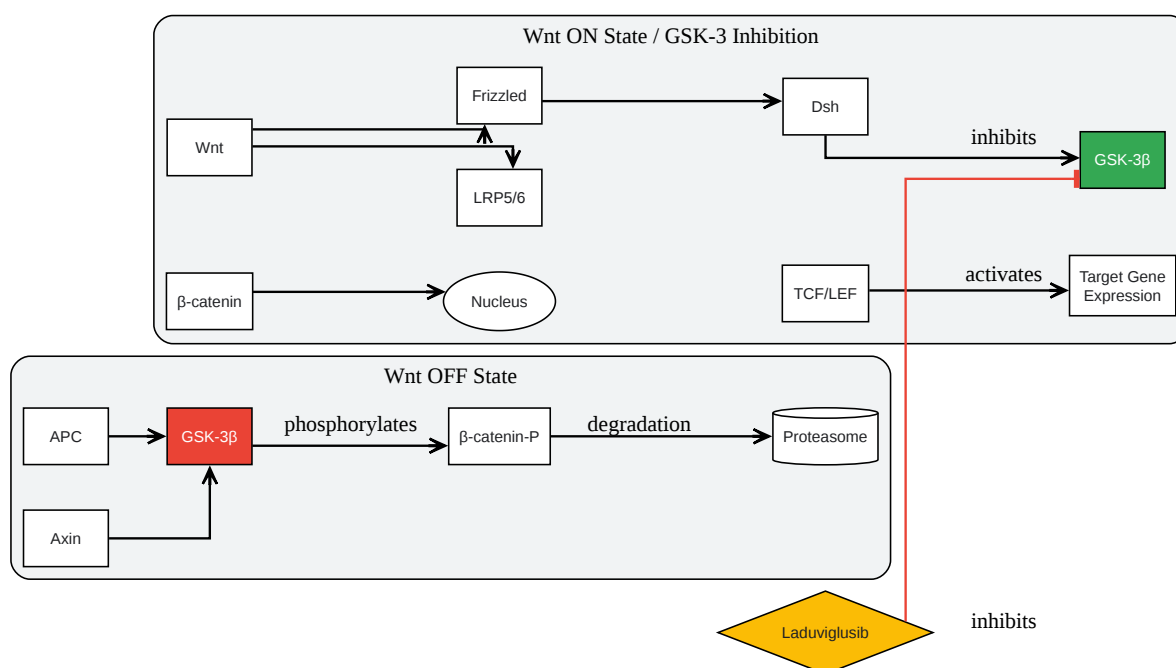 Wnt ON State / GSK-3 Inhibition
Frizzled
Dsh
Wnt
inhibits
GSK-3β
LRP5/6
β-catenin
Nucleus
TCF/LEF
activates
Target Gene
Expression
Wnt OFF State
APC
GSK-3β
phosphorylates
β-catenin-P
degradation
Proteasome
Axin
Laduviglusib
inhibits